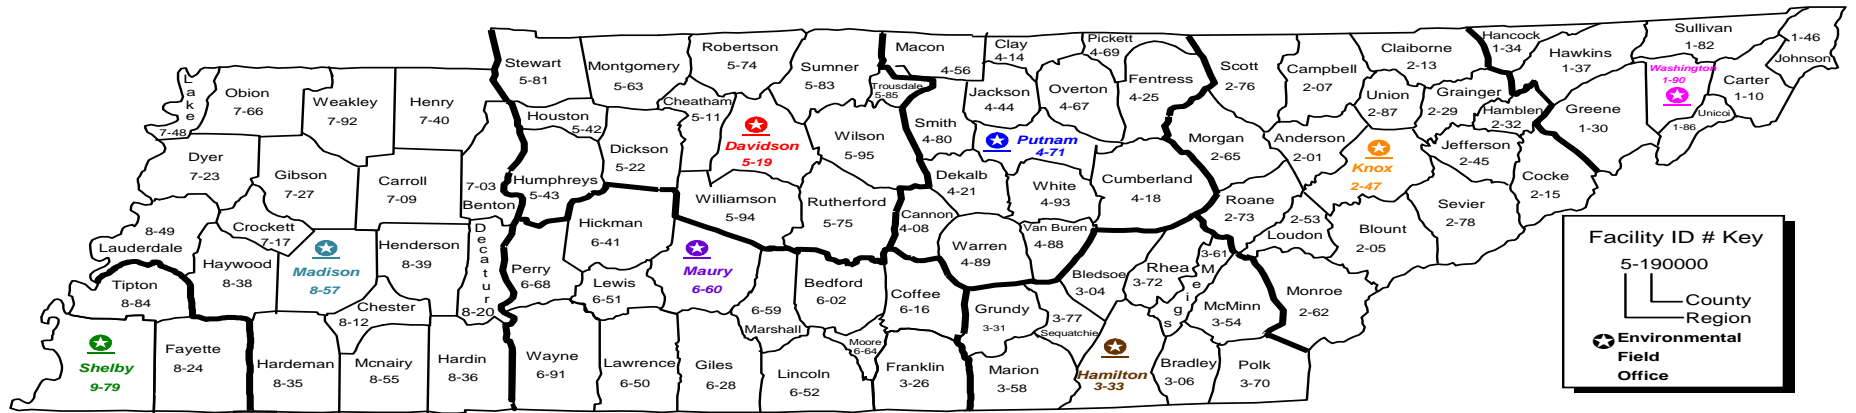 Lake
7-48
Obion
7-66
Weakley
7-92
Henry
7-40
Stewart
5-81
Montgomery
5-63
Robertson
5-74
Sumner
5-83
Macon
4-56
Trousdale
5-85
Clay
4-14
Pickett
4-69
Fentress
4-25
Scott
2-76
Campbell
2-07
Claiborne
2-13
Hancock
1-34
Hawkins
1-37
Sullivan
1-82
1-46
Johnson
Washington
1-90
Carter
1-10
Unicoi
1-86
Greene
1-30
Hamblen
2-32
Grainger
2-29
Union
2-87
Anderson
2-01
Morgan
2-65
Overton
4-67
Jackson
4-44
Smith
4-80
Putnam
4-71
Wilson
5-95
Davidson
5-19
Cheatham
5-11
Dickson
5-22
Houston
5-42
Humphreys
5-43
7-03
Benton
Carroll
7-09
Gibson
7-27
Dyer
7-23
8-49
Lauderdale
Crockett
7-17
Haywood
8-38
Madison
8-57
Henderson
8-39
Decatur
8-20
Perry
6-68
Hickman
6-41
Lewis
6-51
Maury
6-60
Williamson
5-94
Rutherford
5-75
Cannon
4-08
Dekalb
4-21
White
4-93
Cumberland
4-18
Van Buren
4-88
Warren
4-89
Roane
2-73
2-53
Loudon
Knox
2-47
Blount
2-05
Sevier
2-78
Jefferson
2-45
Cocke
2-15
Tipton
8-84
Shelby
9-79
Fayette
8-24
Hardeman
8-35
Chester
8-12
Mcnairy
8-55
Hardin
8-36
Wayne
6-91
Lawrence
6-50
Giles
6-28
6-59
Marshall
Bedford
6-02
Moore
6-64
Lincoln
6-52
Coffee
6-16
Franklin
3-26
Grundy
3-31
Marion
3-58
3-77
Sequatchie
Bledsoe
3-04
Rhea
3-72
3-61
Meigs
Hamilton
3-33
McMinn
3-54
Bradley
3-06
Polk
3-70
Monroe
2-62
Facility ID # Key
5-190000
County
Region
Environmental
Field
Office